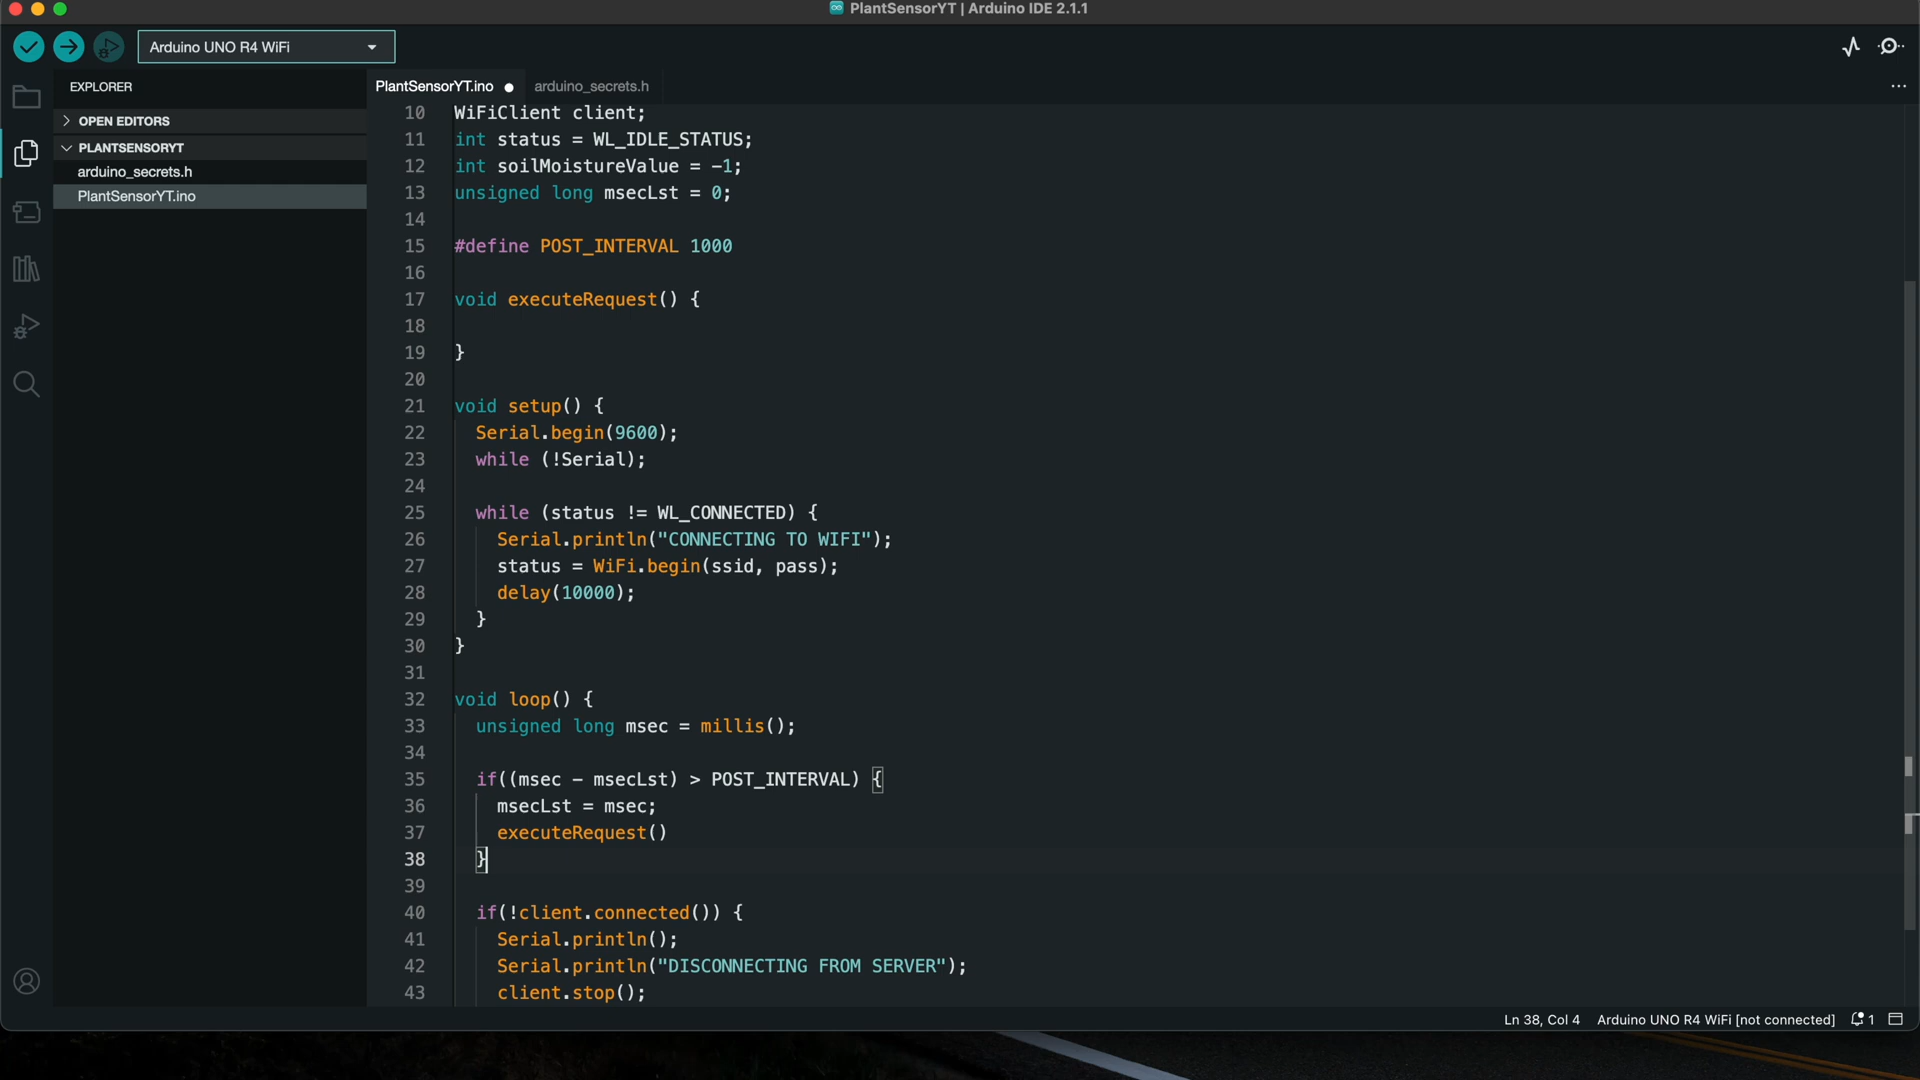 PlantSensorYT | Arduino IDE 2.1.1
Arduino UNO R4 WiFi
EXPLORER
OPEN EDITORS
PLANTSENSORYT
arduino_secrets.h
PlantSensorYT.ino
PlantSensorYT.ino
arduino_secrets.h
10 WiFiClient client;
11 int status = WL_IDLE_STATUS;
12 int soilMoistureValue = -1;
13 unsigned long msecLst = 0;
14
15 #define POST_INTERVAL 1000
16
17 void executeRequest() {
18
19 }
20
21 void setup() {
22 Serial.begin(9600);
23 while (!Serial);
24
25 while (status != WL_CONNECTED) {
26 Serial.println("CONNECTING TO WIFI");
27 status = WiFi.begin(ssid, pass);
28 delay(10000);
29 }
30 }
31
32 void loop() {
33 unsigned long msec = millis();
34
35 if((msec - msecLst) > POST_INTERVAL) {
36 msecLst = msec;
37 executeRequest()
38 }
39
40 if(!client.connected()) {
41 Serial.println();
42 Serial.println("DISCONNECTING FROM SERVER");
43 client.stop();
Ln 38, Col 4 Arduino UNO R4 WiFi [not connected] 1